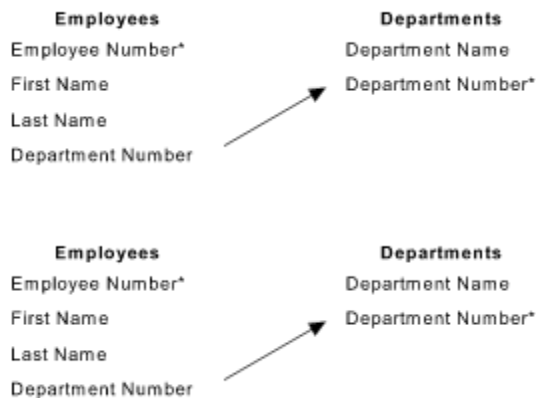 Employees Departments
Employee Number* Department Name
First Name Department Number*
Last Name
Department Number
Employees Departments
Employee Number* Department Name
First Name Department Number*
Last Name
Department Number